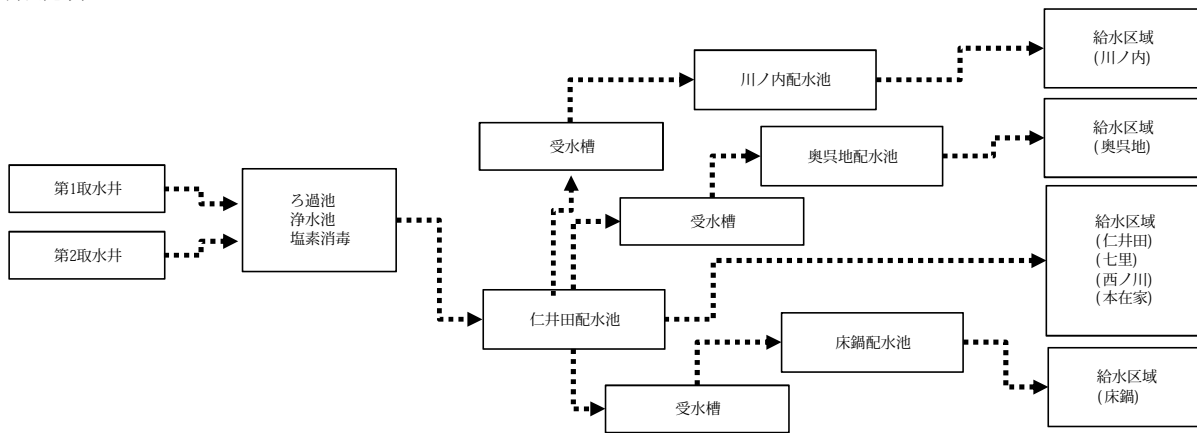 第1取水井
第2取水井
ろ過池
浄水池
塩素消毒
仁井田配水池
受水槽
川ノ内配水池
給水区域
(川ノ内)
受水槽
奥呉地配水池
給水区域
(奥呉地)
給水区域
(仁井田)
(七里)
(西ノ川)
(本在家)
受水槽
床鍋配水池
給水区域
(床鍋)